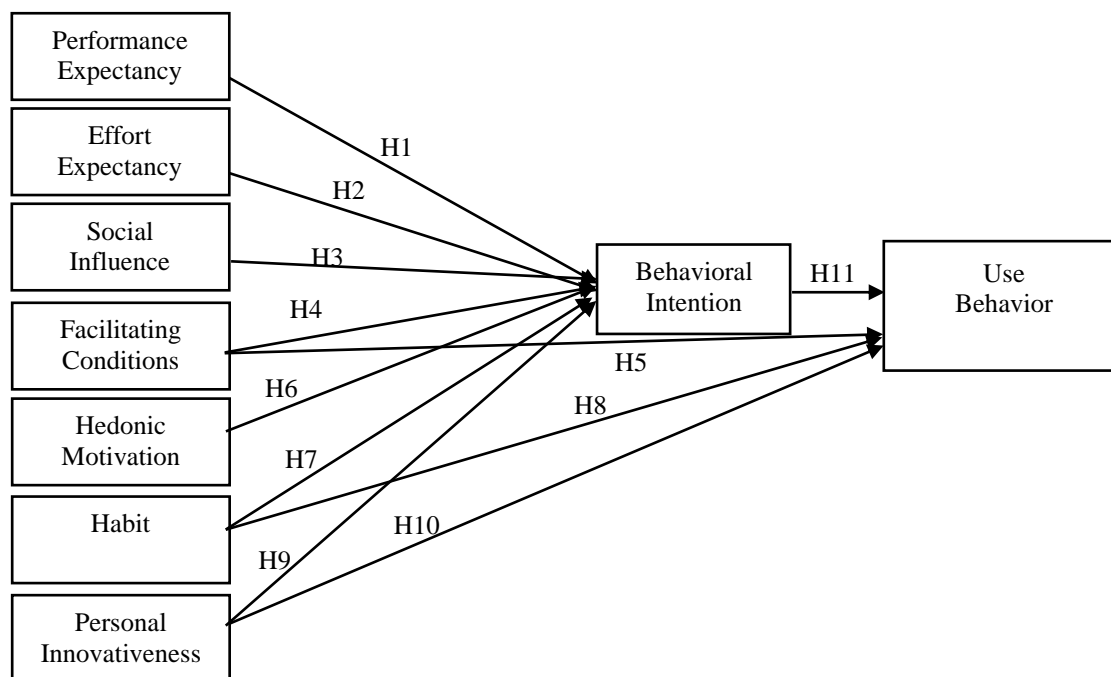 Performance
Expectancy
Effort
Expectancy
Social
Influence
Facilitating
Conditions
Hedonic
Motivation
Habit
Personal
Innovativeness
H1
H2
H3
H4
H6
H7
H9
Behavioral
Intention
H11
H5
H8
H10
Use
Behavior